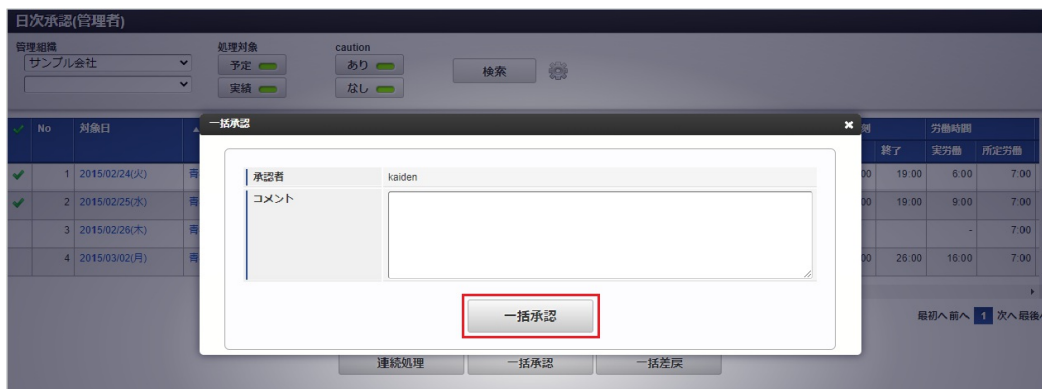 日次承認(管理者)
管理組織 処理対象 caution
サンプル会社 予定 あり 検索
実績 なし
一括承認
No 対象日 労働時間
終了 実労働 所定労働
1 2015/02/24(火) 19:00 6:00 7:00
2 2015/02/25(水) 19:00 9:00 7:00
3 2015/02/26(木) - 7:00
4 2015/03/02(月) 26:00 16:00 7:00
承認者 kaiden
コメント
一括承認
最初へ 前へ 1 次へ 最後へ
連続処理 一括承認 一括差戻